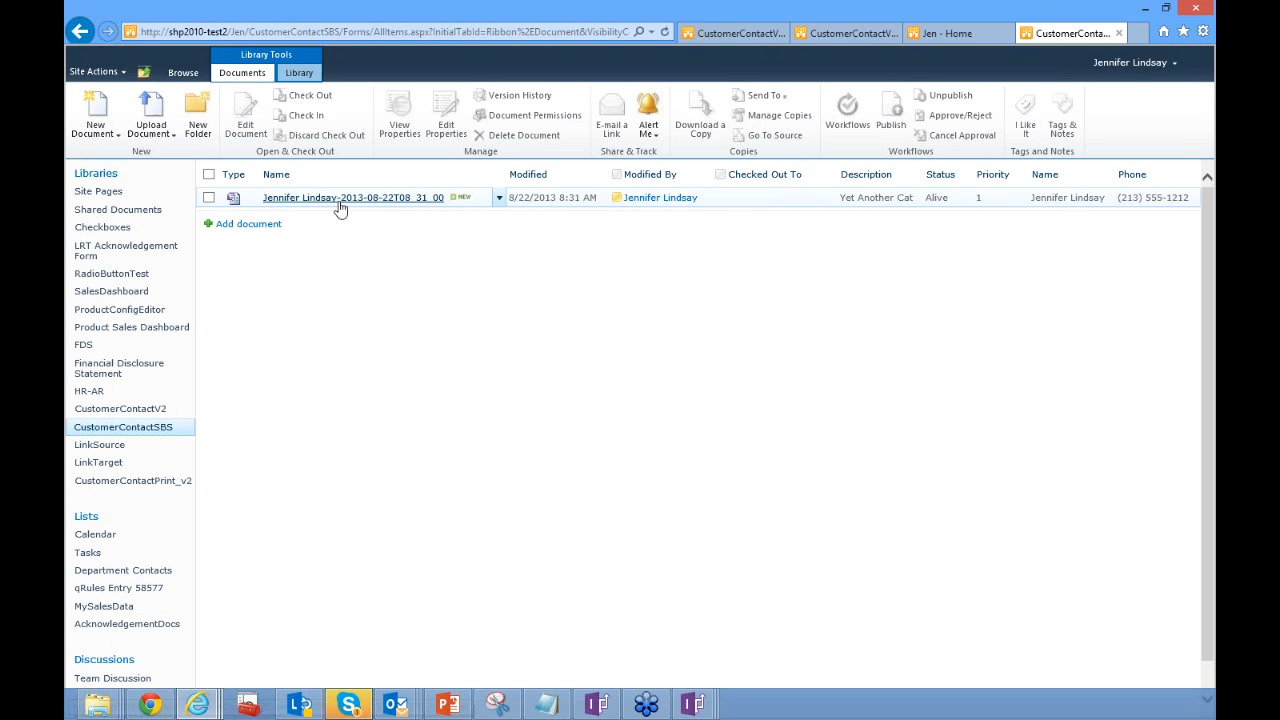 http://shp2010-test2/Jen/CustomerContactSBS/Forms/AllItems.aspx?InitialTabId=Ribbon%2EDocument&VisibilityC
CustomerContactV...
CustomerContactV...
Jen - Home
CustomerConta...
Library Tools
Site Actions
Browse
Documents
Library
Jennifer Lindsay
New Document
Upload Document
New Folder
New
Edit Document
Check Out
Check In
Discard Check Out
Open & Check Out
View Properties
Edit Properties
Version History
Document Permissions
Delete Document
Manage
E-mail a Link
Alert Me
Share & Track
Download a Copy
Send To
Manage Copies
Go To Source
Copies
Workflows
Publish
Unpublish
Approve/Reject
Cancel Approval
Workflows
I Like It
Tags & Notes
Tags and Notes
Libraries
Site Pages
Shared Documents
Checkboxes
LRT Acknowledgement
Form
RadioButtonTest
SalesDashboard
ProductConfigEditor
Product Sales Dashboard
FDS
Financial Disclosure
Statement
HR-AR
CustomerContactV2
CustomerContactSBS
LinkSource
LinkTarget
CustomerContactPrint_v2
Lists
Calendar
Tasks
Department Contacts
qRules Entry 58577
MySalesData
AcknowledgementDocs
Discussions
Team Discussion
Type Name Modified Modified By Checked Out To Description Status Priority Name Phone
Jennifer Lindsay-2013-08-22T08_31_00 NEW 8/22/2013 8:31 AM Jennifer Lindsay Yet Another Cat Alive 1 Jennifer Lindsay (213) 555-1212
Add document